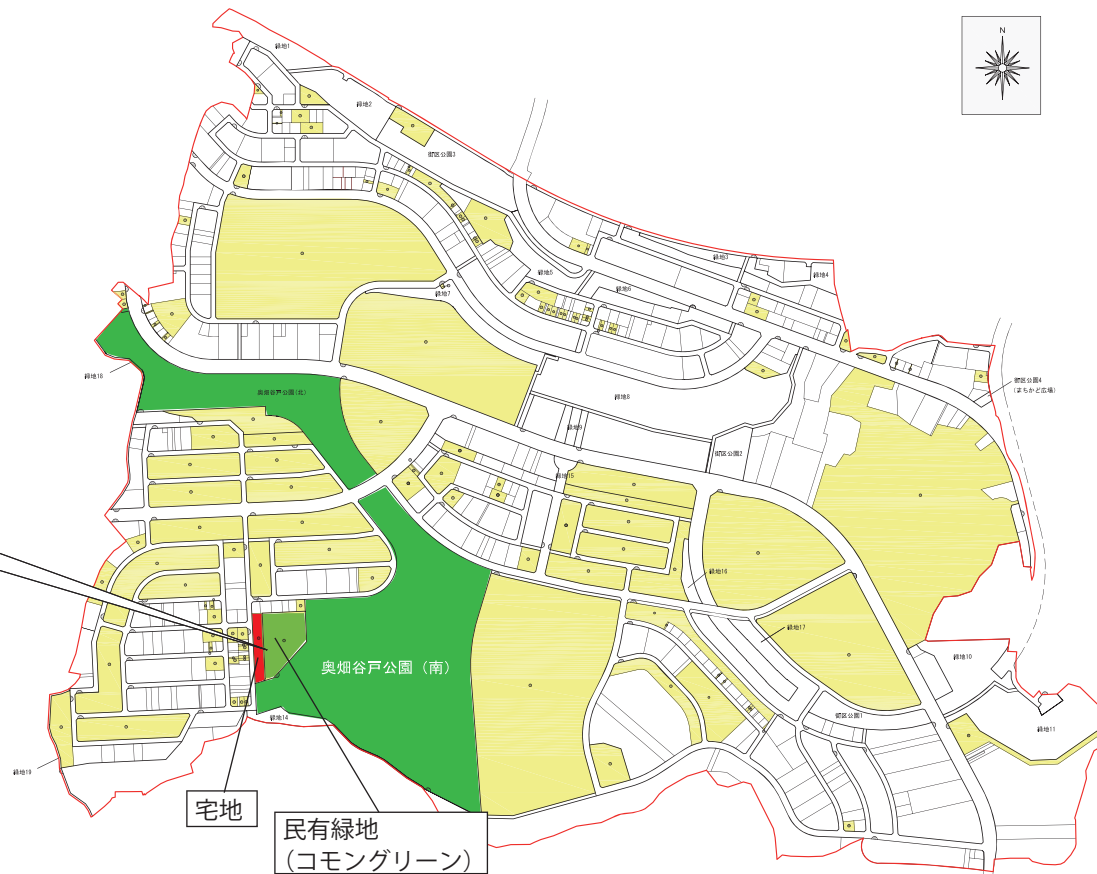 N
緑地1
緑地2
街区公園3
緑地3
緑地4
緑地5
緑地6
緑地7
街区公園4
(まちかど広場)
緑地18
奥畑谷戸公園(北)
緑地8
緑地9
街区公園2
緑地15
緑地16
緑地17
緑地10
奥畑谷戸公園（南）
緑地14
街区公園1
緑地11
緑地19
宅地
民有緑地
（コモングリーン）